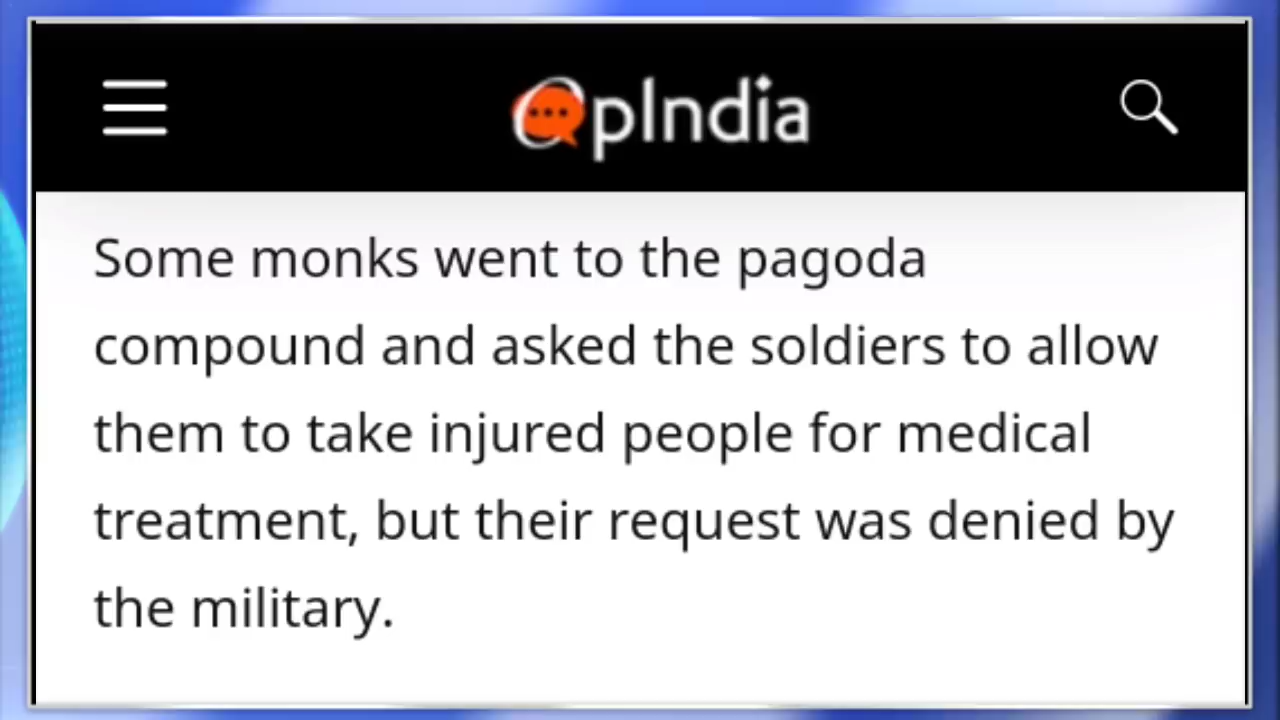 OpIndia
Some monks went to the pagoda
compound and asked the soldiers to allow
them to take injured people for medical
treatment, but their request was denied by
the military.